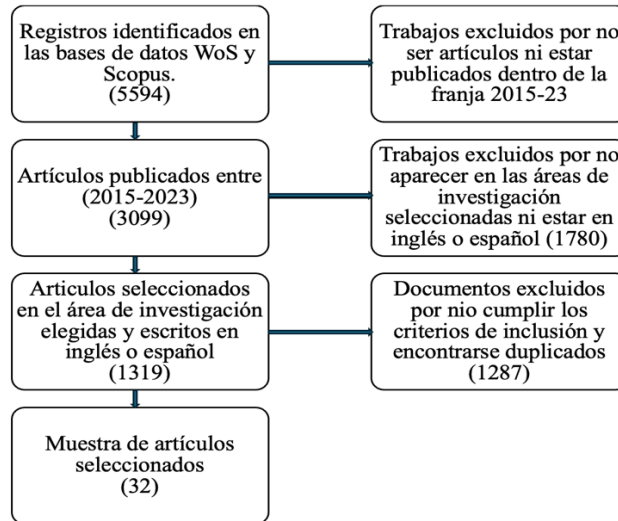 Registros identificados en
las bases de datos WoS y
Scopus.
(5594)
Trabajos excluidos por no
ser artículos ni estar
publicados dentro de la
franja 2015-23
Artículos publicados entre
(2015-2023)
(3099)
Trabajos excluidos por no
aparecer en las áreas de
investigación
seleccionadas ni estar en
inglés o español (1780)
Articulos seleccionados
en el área de investigación
elegidas y escritos en
inglés o español
(1319)
Documentos excluidos
por nio cumplir los
criterios de inclusión y
encontrarse duplicados
(1287)
Muestra de artículos
seleccionados
(32)